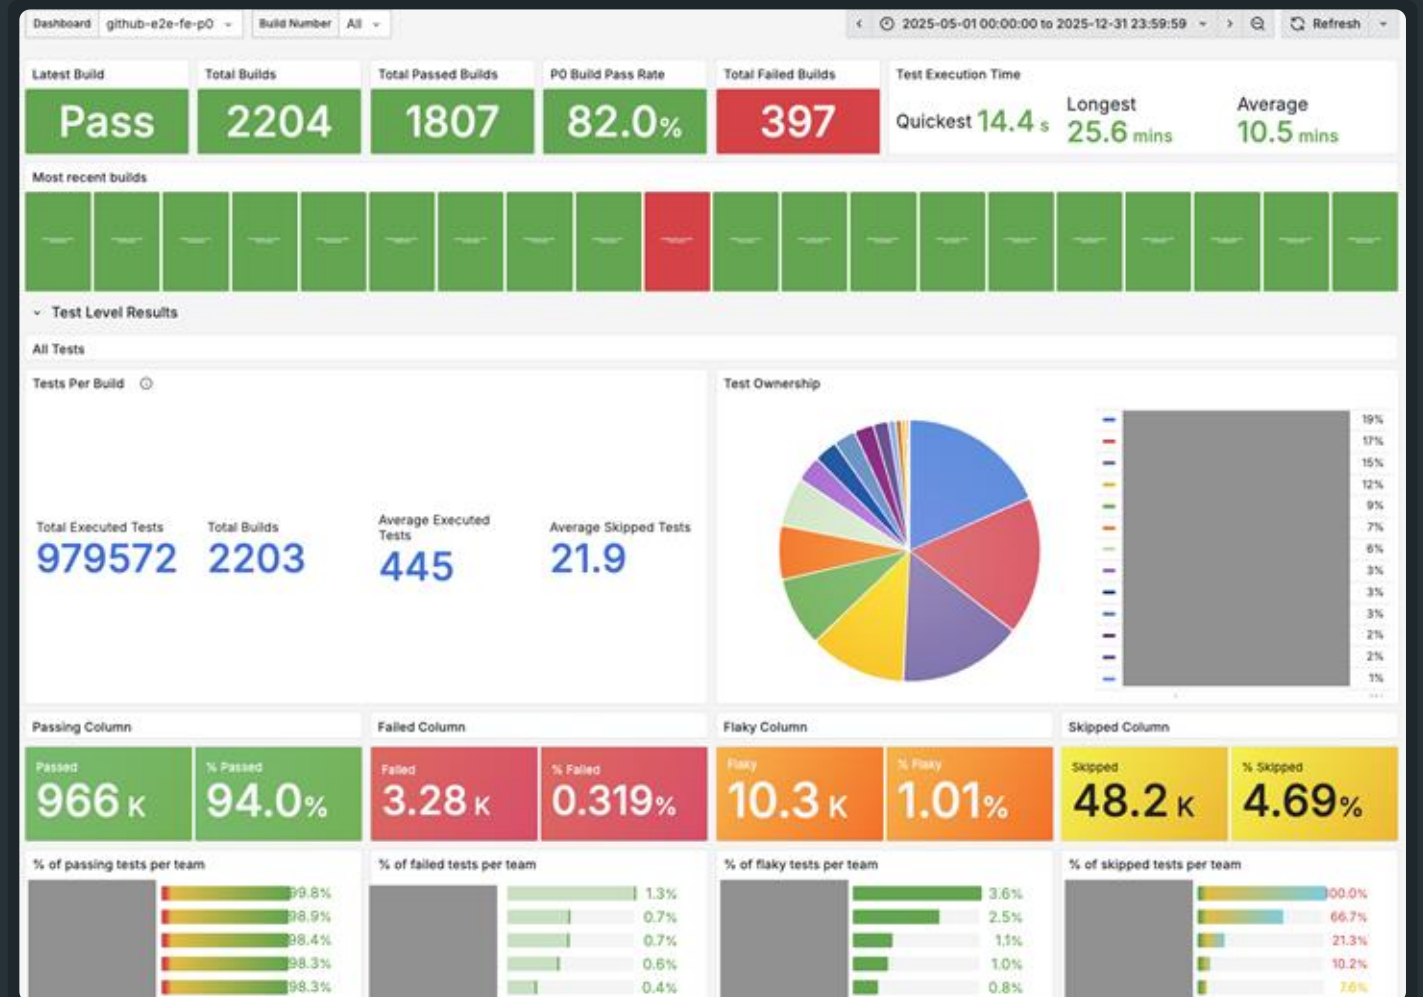 Dashboard github-e2e-fe-p0 Build Number All 2025-05-01 00:00:00 to 2025-12-31 23:59:59 Refresh
Latest Build Total Builds Total Passed Builds P0 Build Pass Rate Total Failed Builds Test Execution Time
Pass 2204 1807 82.0% 397 Quickest 14.4 s Longest 25.6 mins Average 10.5 mins
Most recent builds
Test Level Results
All Tests
Tests Per Build
Total Executed Tests Total Builds Average Executed Tests Average Skipped Tests
979572 2203 445 21.9
Test Ownership
19%
17%
15%
12%
9%
7%
6%
3%
3%
3%
2%
2%
1%
Passing Column Failed Column Flaky Column Skipped Column
Passed % Passed Failed % Failed Flaky % Flaky Skipped % Skipped
966 K 94.0% 3.28 K 0.319% 10.3 K 1.01% 48.2 K 4.69%
% of passing tests per team % of failed tests per team % of flaky tests per team % of skipped tests per team
99.8% 1.3% 3.6% 100.0%
98.9% 0.7% 2.5% 66.7%
98.4% 0.7% 1.1% 21.3%
98.3% 0.6% 1.0% 10.2%
98.3% 0.4% 0.8% 7.6%